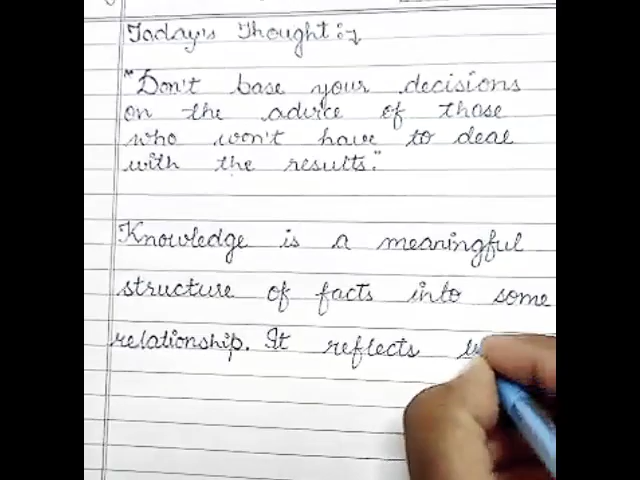 Today's Thought :-
"Don't base your decisions
on the advice of those
who won't have to deal
with the results."
Knowledge is a meaningful
structure of facts into some
relationship. It reflects